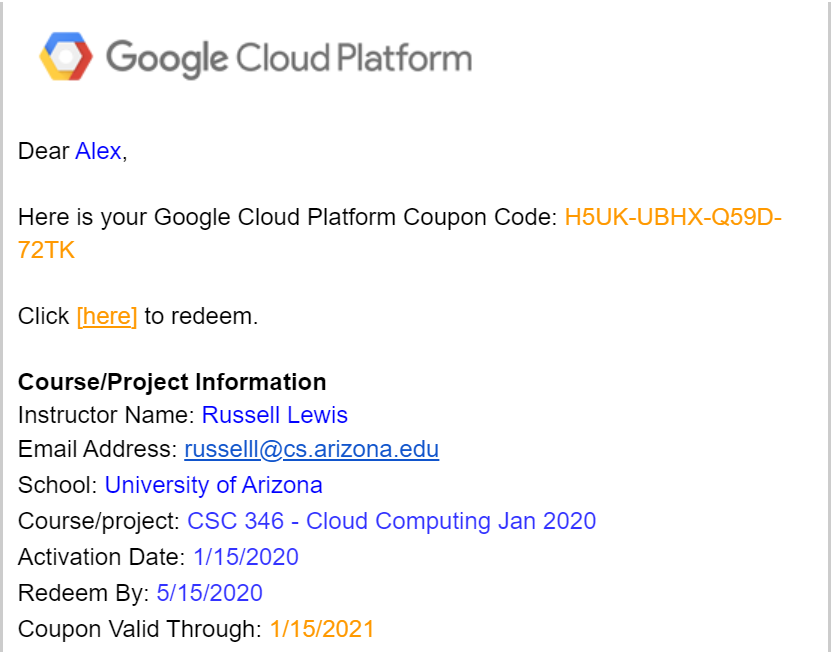 Google Cloud Platform
Dear Alex,
Here is your Google Cloud Platform Coupon Code: H5UK-UBHX-Q59D-
72TK
Click [here] to redeem.
Course/Project Information
Instructor Name: Russell Lewis
Email Address: russelll@cs.arizona.edu
School: University of Arizona
Course/project: CSC 346 - Cloud Computing Jan 2020
Activation Date: 1/15/2020
Redeem By: 5/15/2020
Coupon Valid Through: 1/15/2021